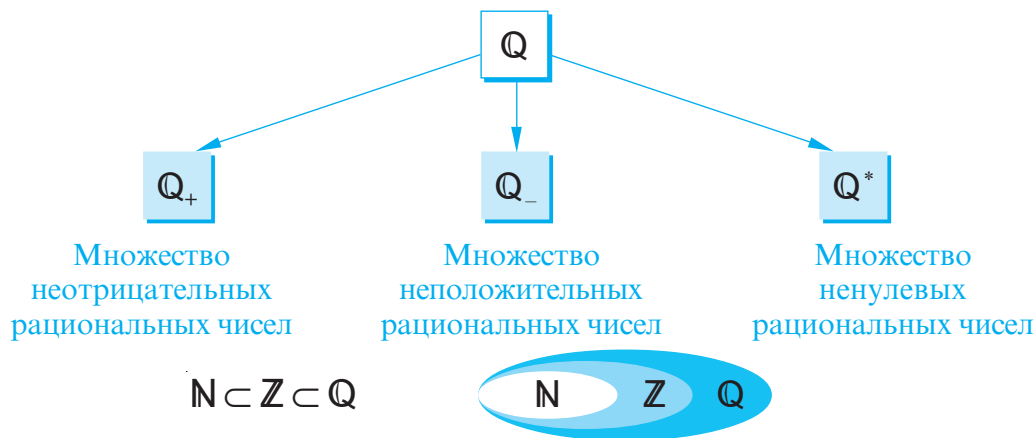 ℚ
ℚ₊
ℚ₋
ℚ*
Множество
неотрицательных
рациональных чисел
Множество
неположительных
рациональных чисел
Множество
ненулевых
рациональных чисел
ℕ ⊂ ℤ ⊂ ℚ
ℕ ℤ ℚ